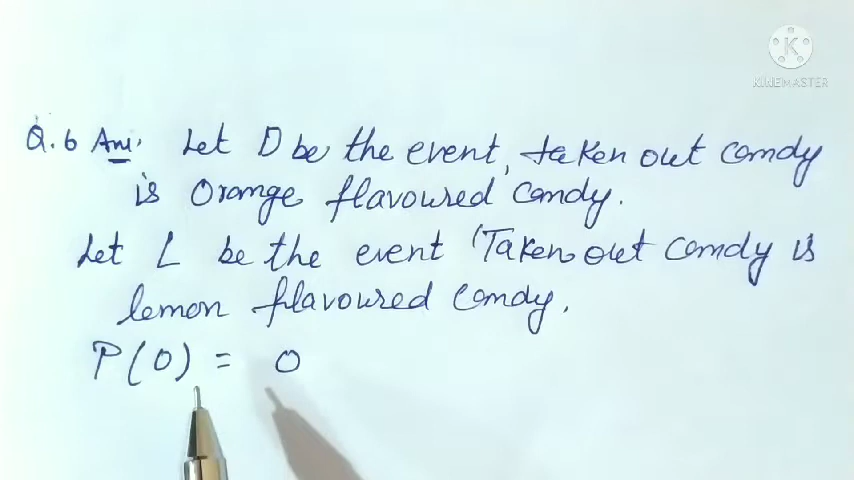 K
KINEMASTER
Q.6 Ans. Let O be the event, taken out candy
is Orange flavoured candy.
Let L be the event 'Taken out candy is
lemon flavoured candy.
P(O) = 0